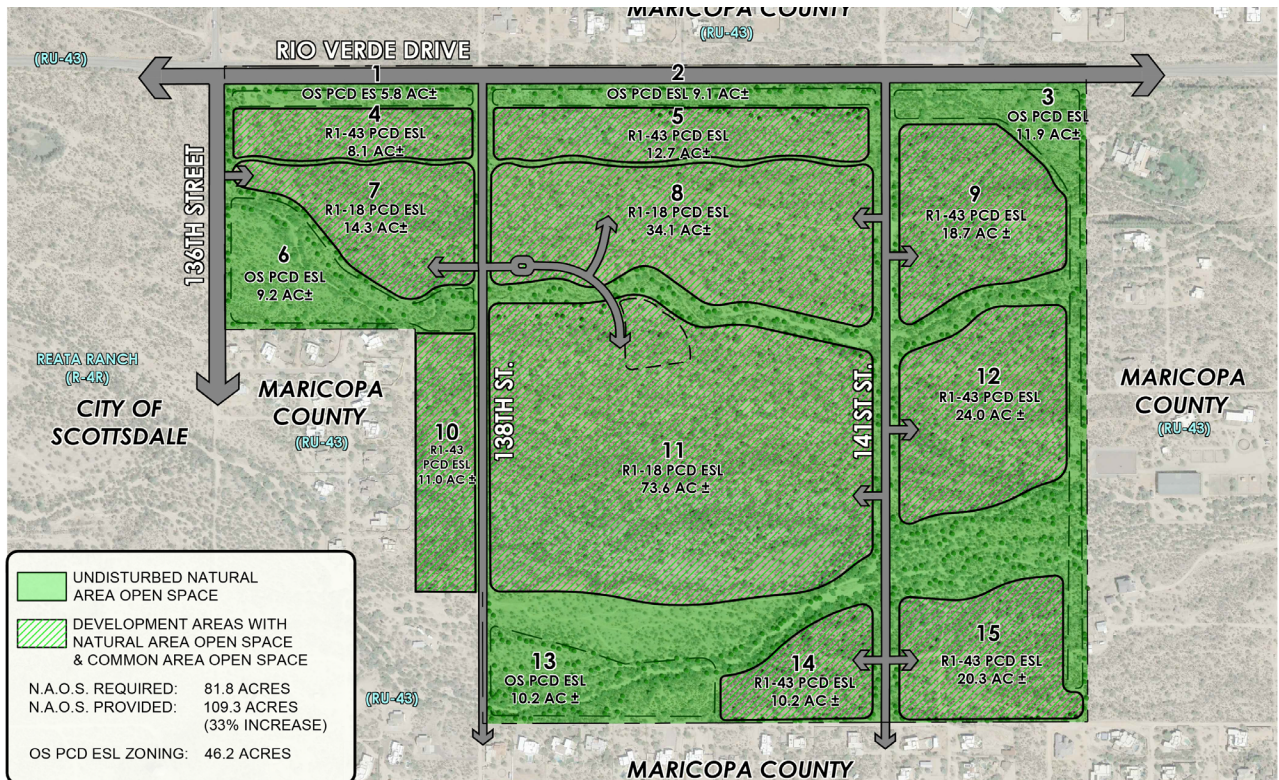 MARICOPA COUNTY
(RU-43)
(RU-43)
RIO VERDE DRIVE
1
OS PCD ES 5.8 AC±
2
OS PCD ESL 9.1 AC±
3
OS PCD ESL
11.9 AC±
4
R1-43 PCD ESL
8.1 AC±
5
R1-43 PCD ESL
12.7 AC±
136TH STREET
7
R1-18 PCD ESL
14.3 AC±
8
R1-18 PCD ESL
34.1 AC±
9
R1-43 PCD ESL
18.7 AC ±
6
OS PCD ESL
9.2 AC±
REATA RANCH
(R-4R)
CITY OF
SCOTTSDALE
MARICOPA
COUNTY
(RU-43)
10
R1-43
PCD ESL
11.0 AC ±
138TH ST.
11
R1-18 PCD ESL
73.6 AC ±
141ST ST.
12
R1-43 PCD ESL
24.0 AC ±
MARICOPA
COUNTY
(RU-43)
13
OS PCD ESL
10.2 AC ±
14
R1-43 PCD ESL
10.2 AC ±
15
R1-43 PCD ESL
20.3 AC ±
(RU-43)
MARICOPA COUNTY
UNDISTURBED NATURAL
AREA OPEN SPACE
DEVELOPMENT AREAS WITH
NATURAL AREA OPEN SPACE
& COMMON AREA OPEN SPACE
N.A.O.S. REQUIRED: 81.8 ACRES
N.A.O.S. PROVIDED: 109.3 ACRES
(33% INCREASE)
OS PCD ESL ZONING: 46.2 ACRES